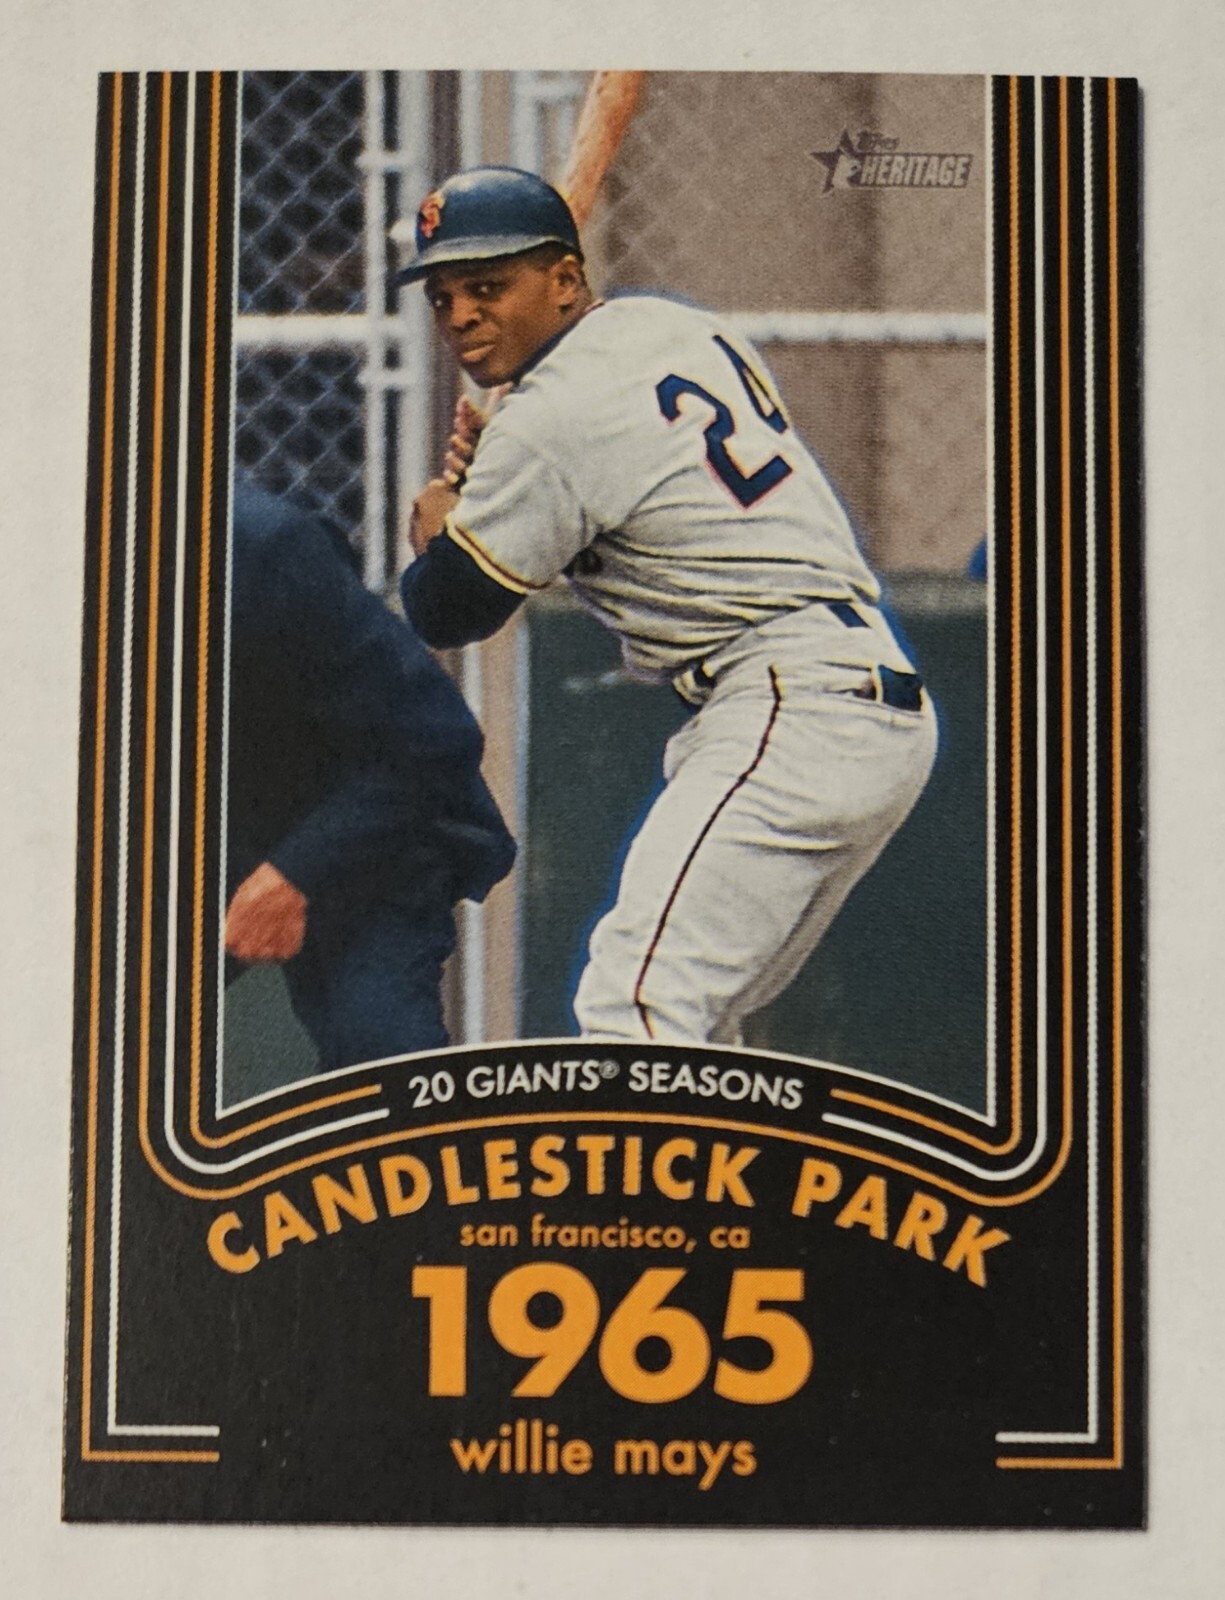 Topps
HERITAGE
SF
24
20 GIANTS® SEASONS
CANDLESTICK PARK
san francisco, ca
1965
willie mays